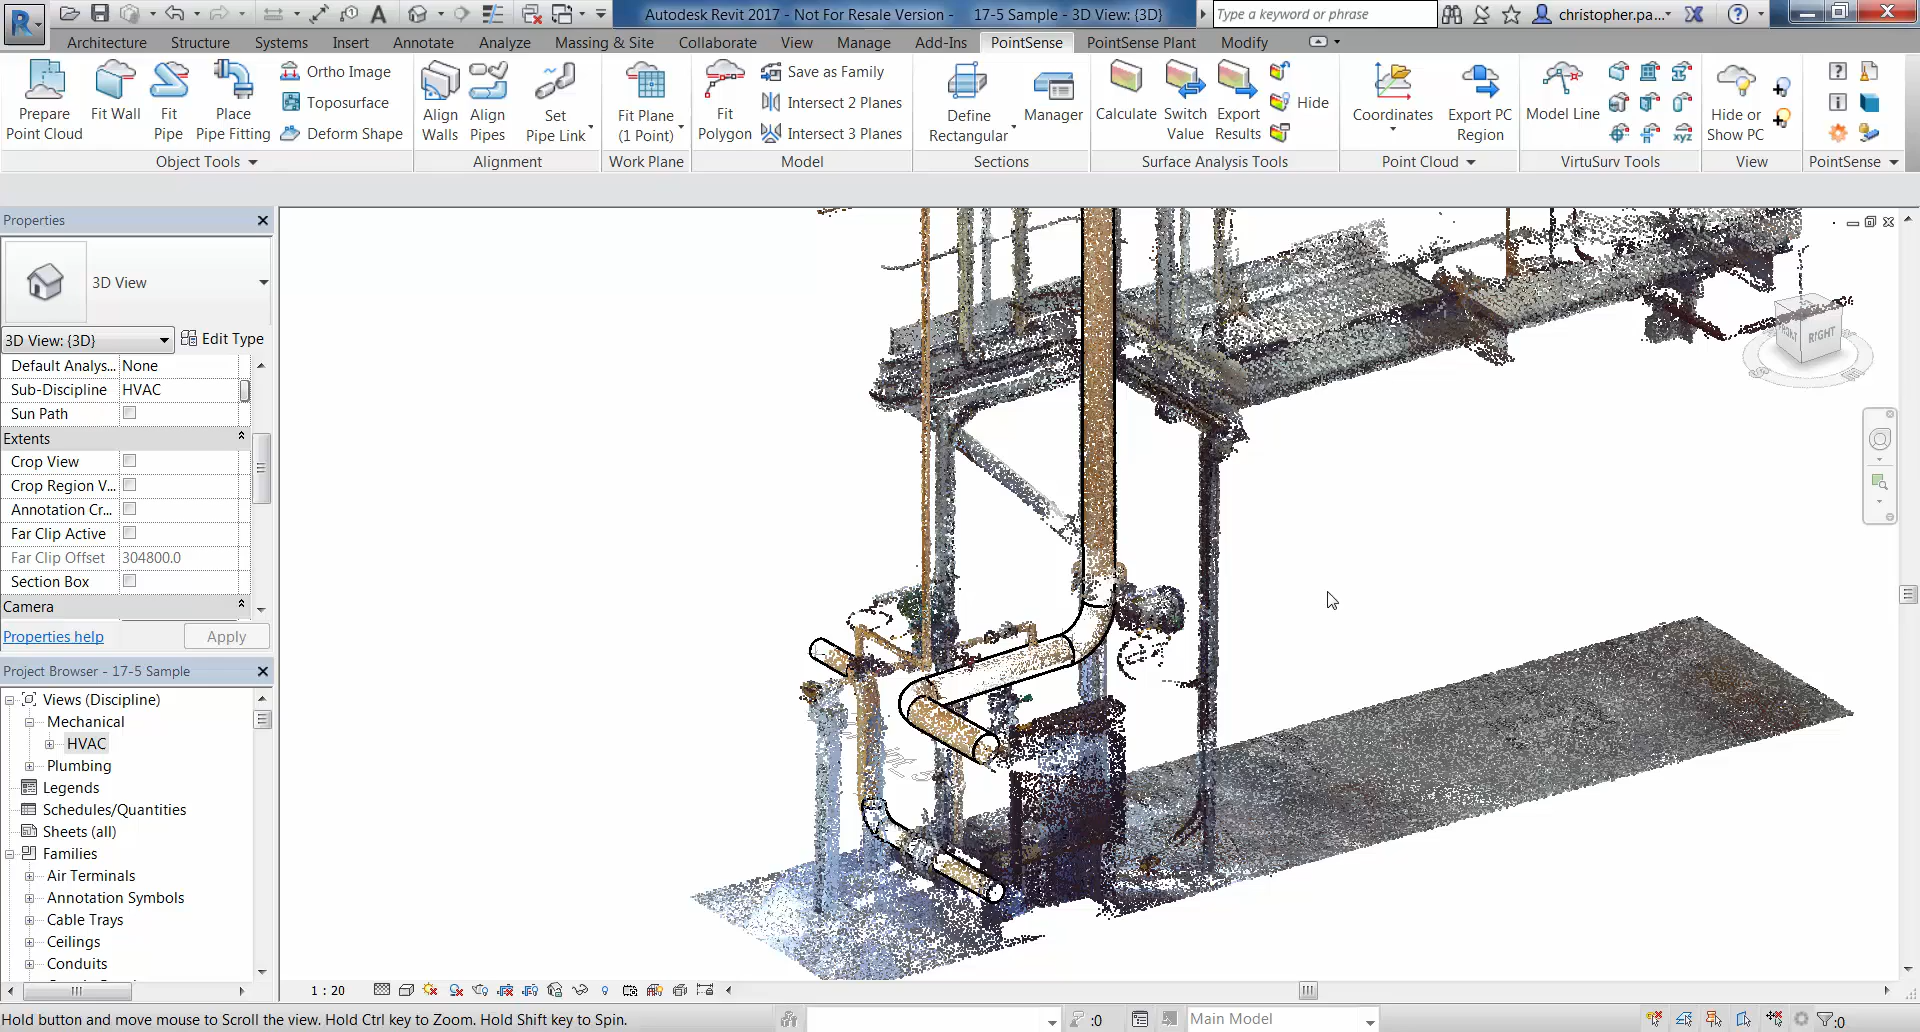 Autodesk Revit 2017 - Not For Resale Version - 17-5 Sample - 3D View: {3D}
Type a keyword or phrase
christopher.pa...
Architecture Structure Systems Insert Annotate Analyze Massing & Site Collaborate View Manage Add-Ins PointSense PointSense Plant Modify
Prepare Point Cloud
Fit Wall
Fit Pipe
Place Pipe Fitting
Ortho Image
Toposurface
Deform Shape
Object Tools
Align Walls
Align Pipes
Set Pipe Link
Alignment
Fit Plane (1 Point)
Work Plane
Fit Polygon
Save as Family
Intersect 2 Planes
Intersect 3 Planes
Model
Define Rectangular
Manager
Sections
Calculate
Switch Value
Export Results
Hide
Surface Analysis Tools
Coordinates
Export PC Region
Point Cloud
Model Line
xyz
VirtuSurv Tools
Hide or Show PC
View
PointSense
Properties
3D View
3D View: {3D}
Edit Type
Default Analys... None
Sub-Discipline HVAC
Sun Path
Extents
Crop View
Crop Region V...
Annotation Cr...
Far Clip Active
Far Clip Offset 304800.0
Section Box
Camera
Properties help
Apply
Project Browser - 17-5 Sample
Views (Discipline)
Mechanical
HVAC
Plumbing
Legends
Schedules/Quantities
Sheets (all)
Families
Air Terminals
Annotation Symbols
Cable Trays
Ceilings
Conduits
RIGHT
1 : 20
Hold button and move mouse to Scroll the view. Hold Ctrl key to Zoom. Hold Shift key to Spin.
:0
Main Model
:0